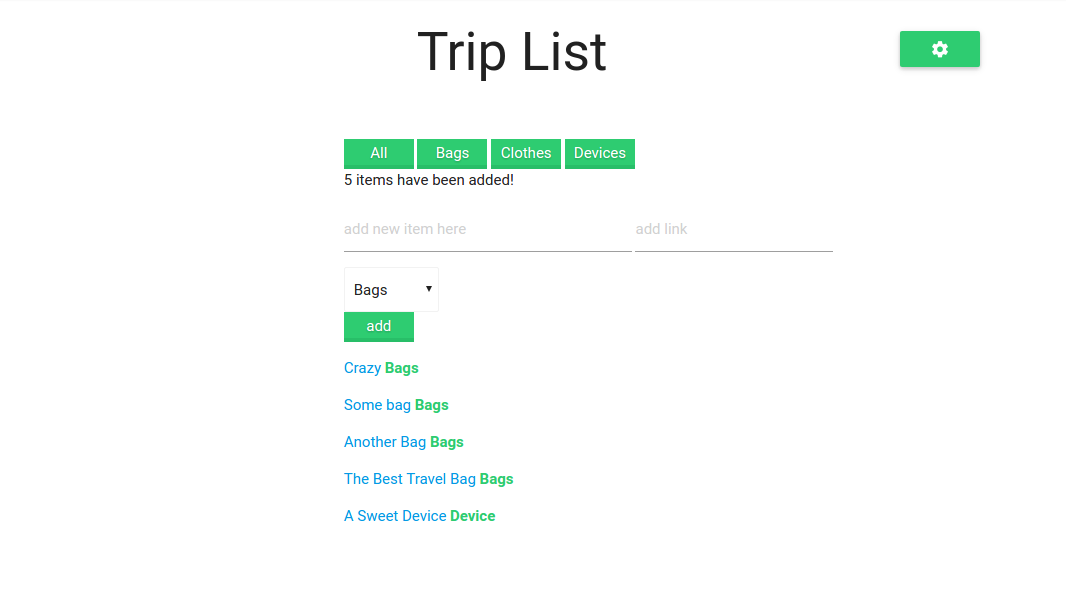 Trip List
All Bags Clothes Devices
5 items have been added!
add new item here add link
Bags
add
Crazy Bags
Some bag Bags
Another Bag Bags
The Best Travel Bag Bags
A Sweet Device Device